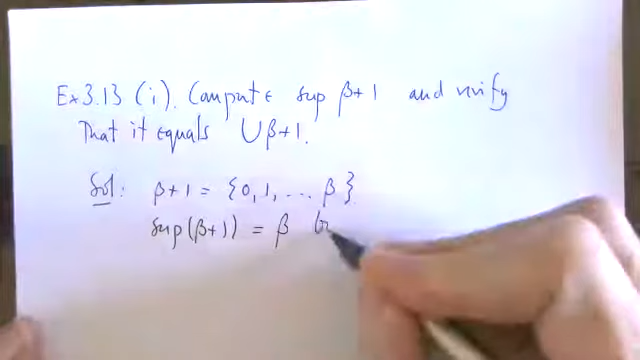 Ex 3.13 (i). Compute sup β+1 and verify
That it equals ∪β+1.
Sol: β+1 = {0, 1, ... β}
sup(β+1) = β